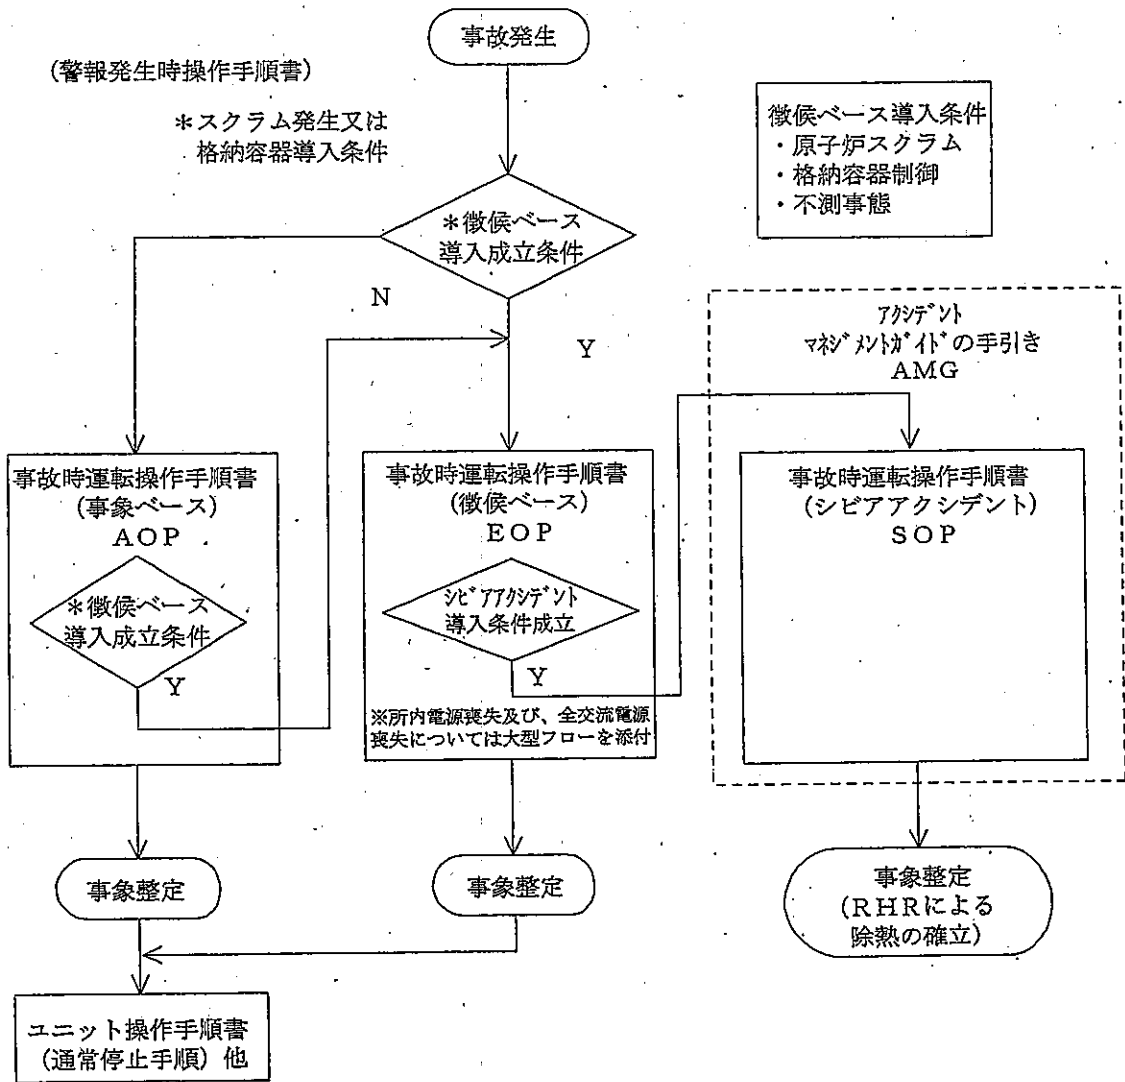 事故発生
(警報発生時操作手順書)
＊スクラム発生又は
格納容器導入条件
徴候ベース導入条件
・原子炉スクラム
・格納容器制御
・不測事態
＊徴候ベース
導入成立条件
N
Y
ｱｸｼﾃﾞﾝﾄ
ﾏﾈｼﾞﾒﾝﾄｶﾞｲﾄﾞの手引き
AMG
事故時運転操作手順書
(事象ベース)
AOP
＊徴候ベース
導入成立条件
Y
事故時運転操作手順書
(徴候ベース)
EOP
ｼﾋﾞｱｱｸｼﾃﾞﾝﾄ
導入条件成立
Y
※所内電源喪失及び、全交流電源
喪失については大型フローを添付
事故時運転操作手順書
(シビアアクシデント)
SOP
事象整定
事象整定
事象整定
(RHRによる
除熱の確立)
ユニット操作手順書
(通常停止手順) 他